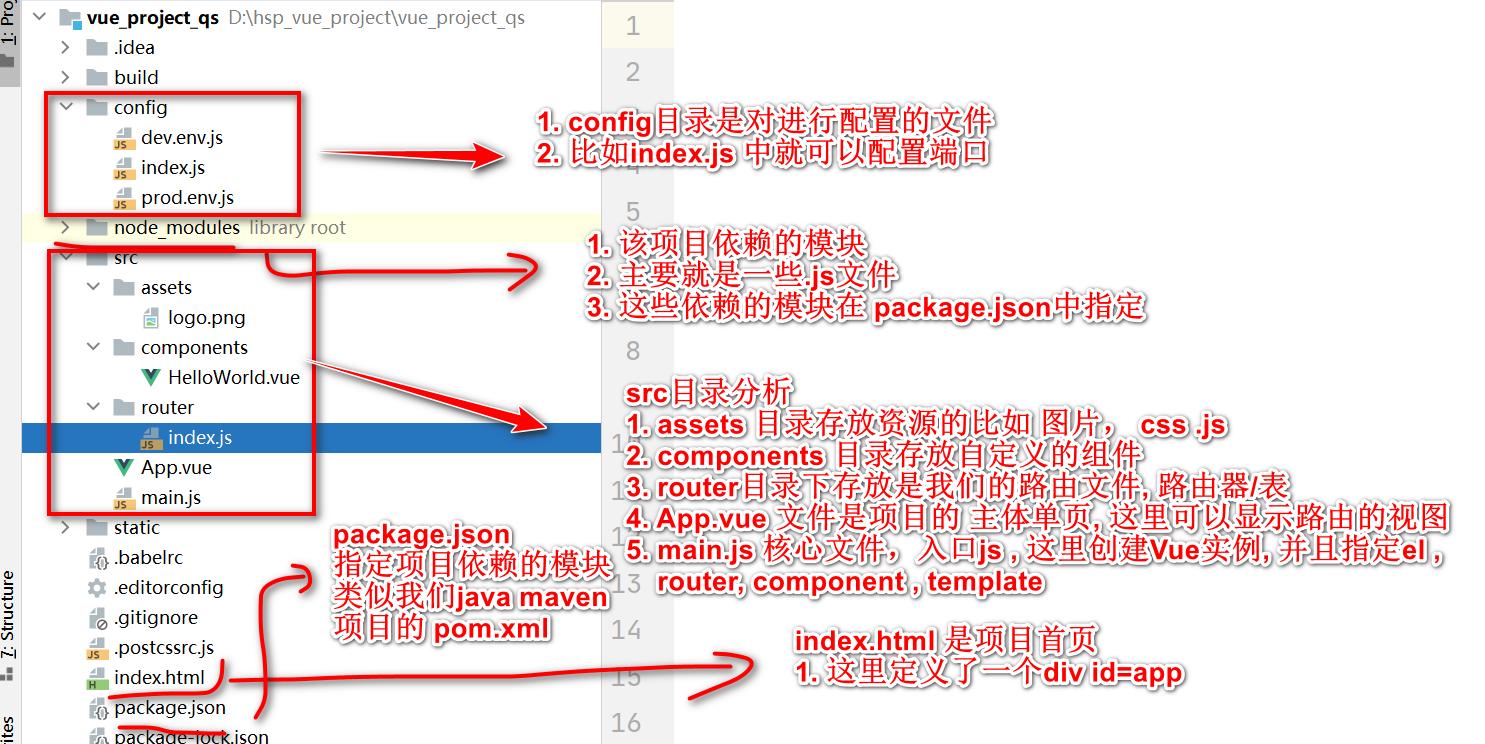 1: Proj
vue_project_qs D:\hsp_vue_project\vue_project_qs
.idea
build
config
dev.env.js
index.js
prod.env.js
node_modules library root
src
assets
logo.png
components
HelloWorld.vue
router
index.js
App.vue
main.js
static
.babelrc
.editorconfig
.gitignore
.postcssrc.js
index.html
package.json
package-lock.json
7: Structure
1
2
5
8
13
14
15
16
1. config目录是对进行配置的文件
2. 比如index.js 中就可以配置端口
1. 该项目依赖的模块
2. 主要就是一些.js文件
3. 这些依赖的模块在 package.json中指定
src目录分析
1. assets 目录存放资源的比如 图片， css .js
2. components 目录存放自定义的组件
3. router目录下存放是我们的路由文件, 路由器/表
4. App.vue 文件是项目的 主体单页, 这里可以显示路由的视图
5. main.js 核心文件，入口js , 这里创建Vue实例, 并且指定el ,
router, component , template
package.json
指定项目依赖的模块
类似我们java maven
项目的 pom.xml
index.html 是项目首页
1. 这里定义了一个div id=app